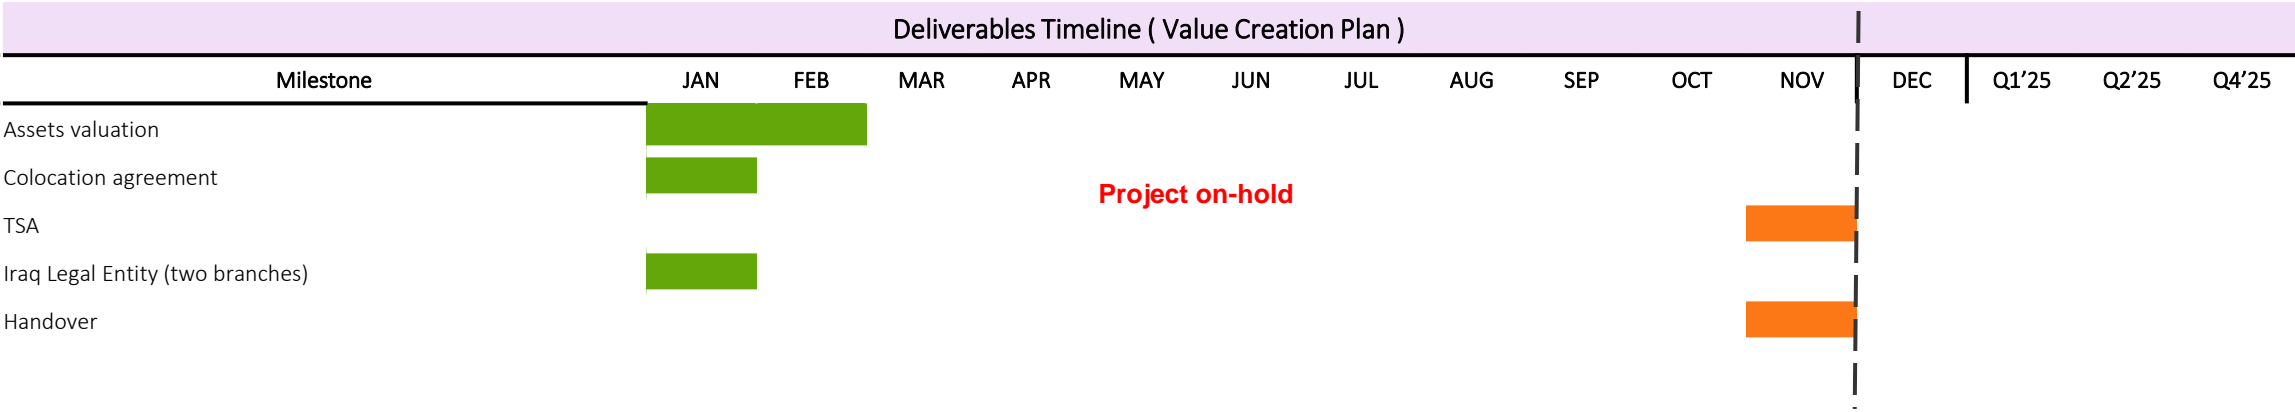 Deliverables Timeline ( Value Creation Plan )
Milestone JAN FEB MAR APR MAY JUN JUL AUG SEP OCT NOV DEC Q1’25 Q2’25 Q4’25
Assets valuation
Colocation agreement
Project on-hold
TSA
Iraq Legal Entity (two branches)
Handover